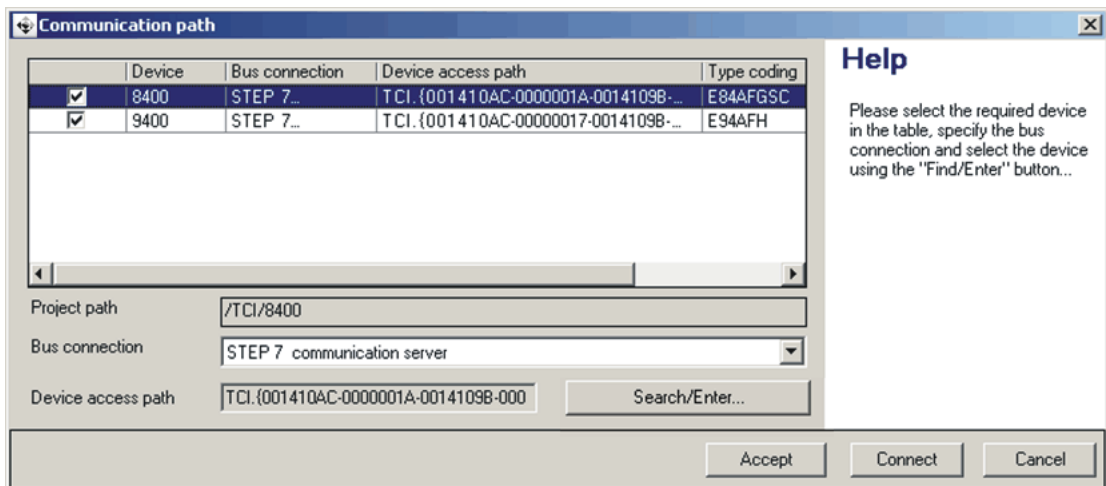 Communication path
Device Bus connection Device access path Type coding
8400 STEP 7... TCI.{001410AC-0000001A-0014109B-... E84AFGSC
9400 STEP 7... TCI.{001410AC-00000017-0014109B-... E94AFH
Project path /TCI/8400
Bus connection STEP 7 communication server
Device access path TCI.{001410AC-0000001A-0014109B-000 Search/Enter...
Help
Please select the required device
in the table, specify the bus
connection and select the device
using the "Find/Enter" button...
Accept Connect Cancel